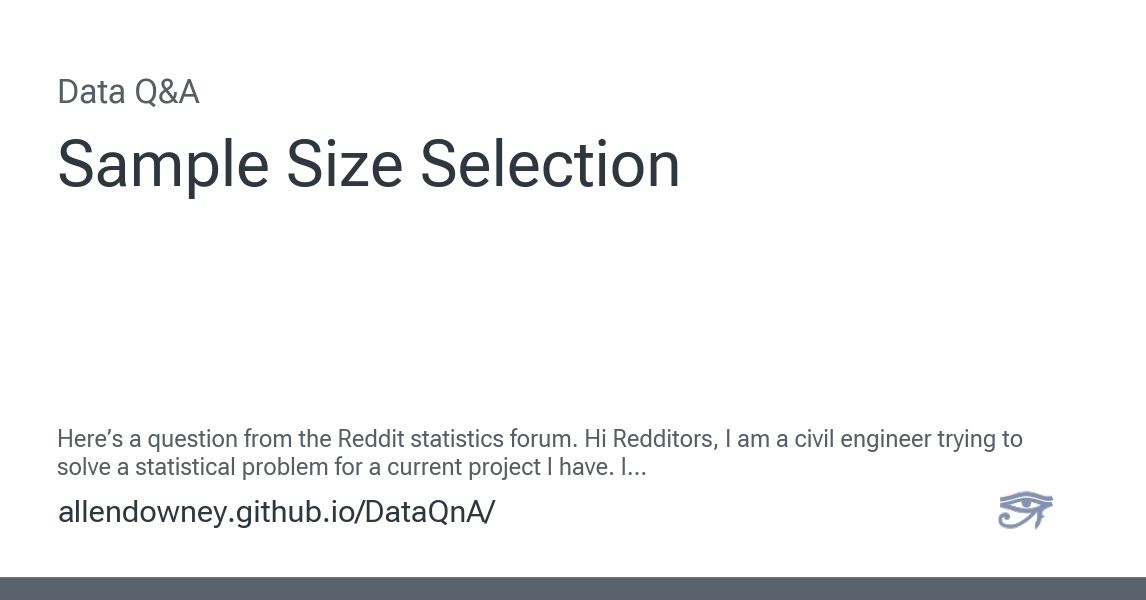 Data Q&A
Sample Size Selection
Here’s a question from the Reddit statistics forum. Hi Redditors, I am a civil engineer trying to
solve a statistical problem for a current project I have. I...
allendowney.github.io/DataQnA/